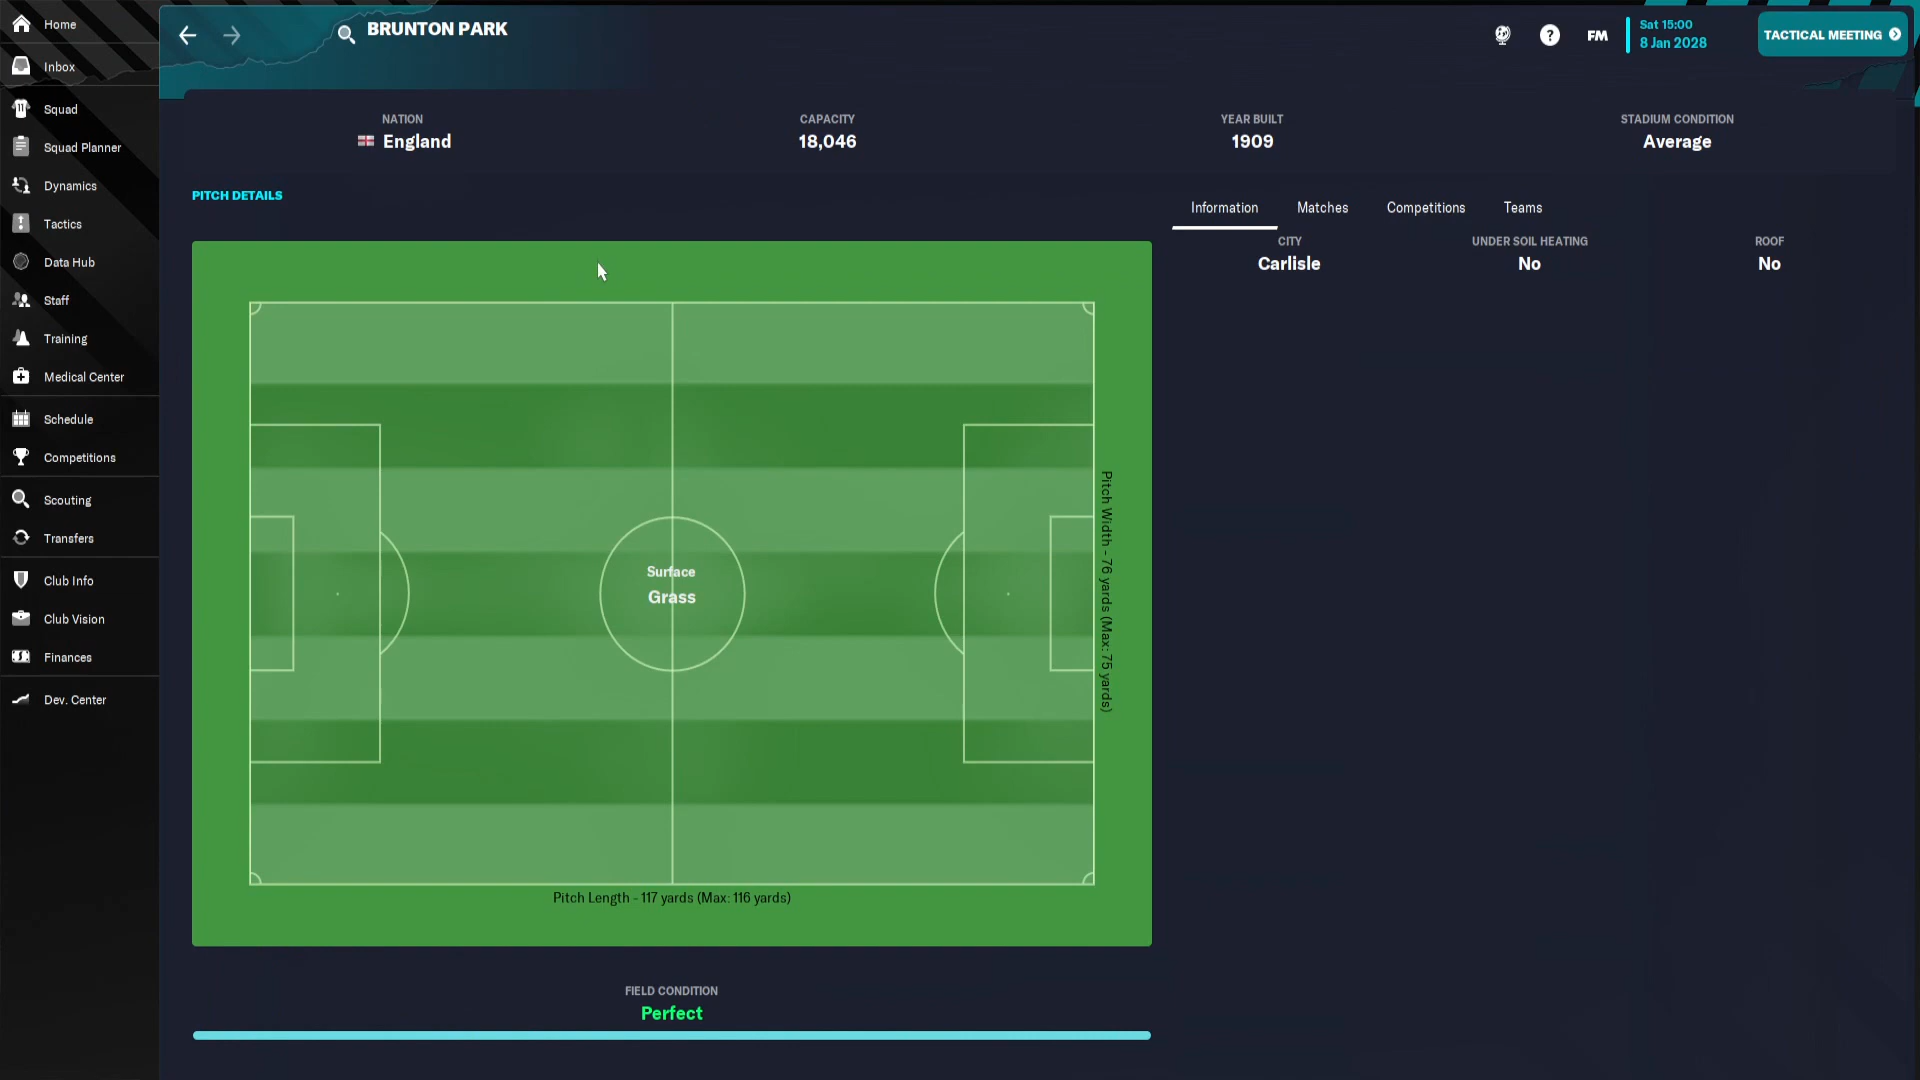 Home
Inbox
Squad
Squad Planner
Dynamics
Tactics
Data Hub
Staff
Training
Medical Center
Schedule
Competitions
Scouting
Transfers
Club Info
Club Vision
Finances
Dev. Center
BRUNTON PARK
FM
Sat 15:00
8 Jan 2028
TACTICAL MEETING
NATION
England
CAPACITY
18,046
YEAR BUILT
1909
STADIUM CONDITION
Average
PITCH DETAILS
Surface
Grass
Pitch Width - 76 yards (Max: 75 yards)
Pitch Length - 117 yards (Max: 116 yards)
FIELD CONDITION
Perfect
Information Matches Competitions Teams
CITY
Carlisle
UNDER SOIL HEATING
No
ROOF
No